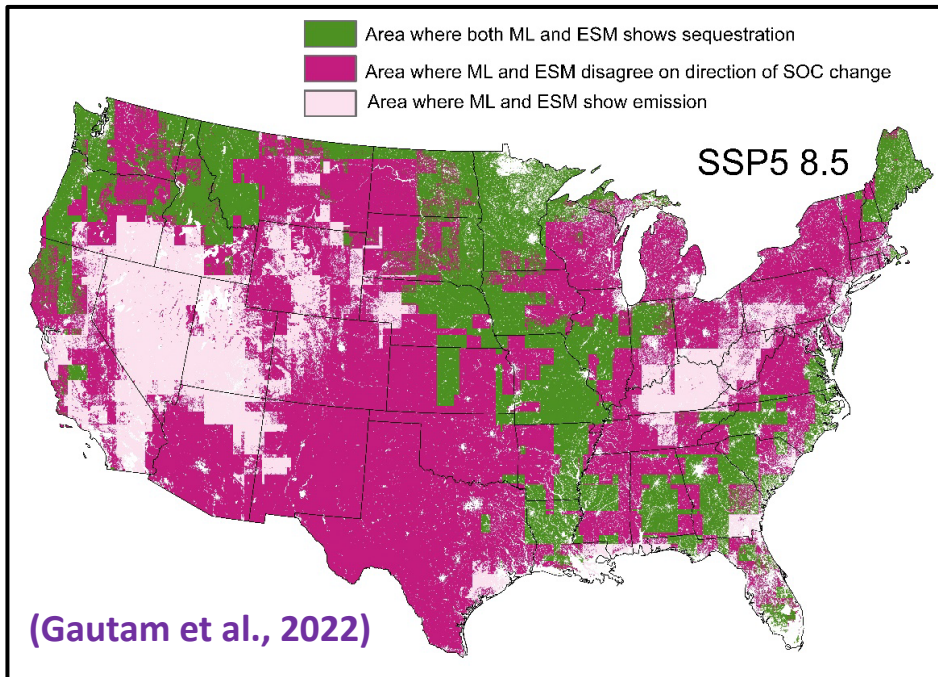 Area where both ML and ESM shows sequestration
Area where ML and ESM disagree on direction of SOC change
Area where ML and ESM show emission
SSP5 8.5
(Gautam et al., 2022)